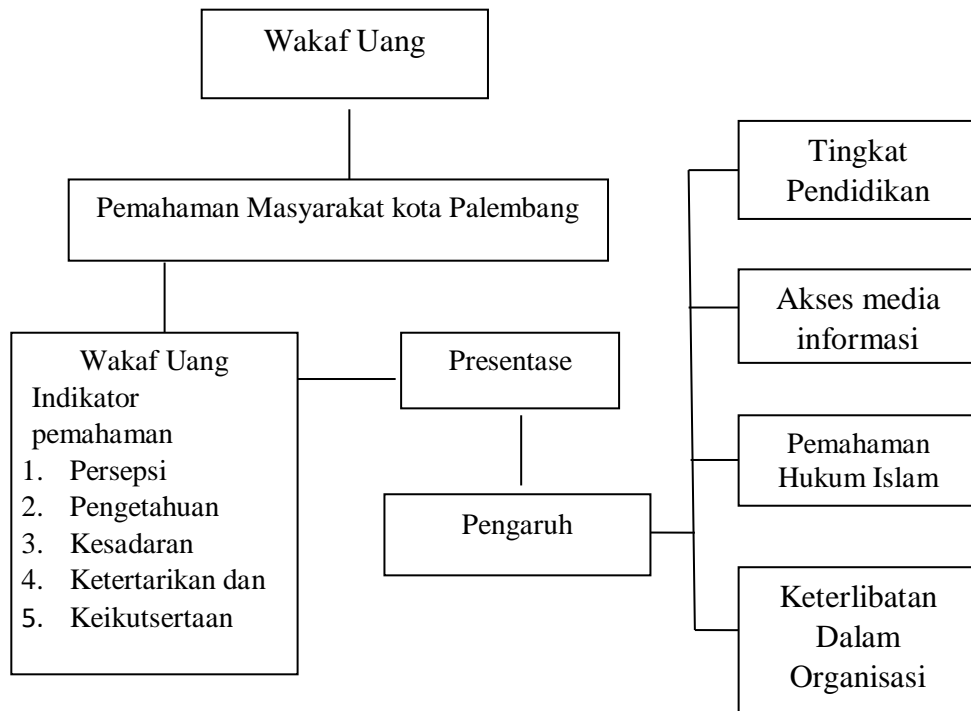 Wakaf Uang
Pemahaman Masyarakat kota Palembang
Wakaf Uang
Indikator
pemahaman
1. Persepsi
2. Pengetahuan
3. Kesadaran
4. Ketertarikan dan
5. Keikutsertaan
Presentase
Pengaruh
Tingkat
Pendidikan
Akses media
informasi
Pemahaman
Hukum Islam
Keterlibatan
Dalam
Organisasi